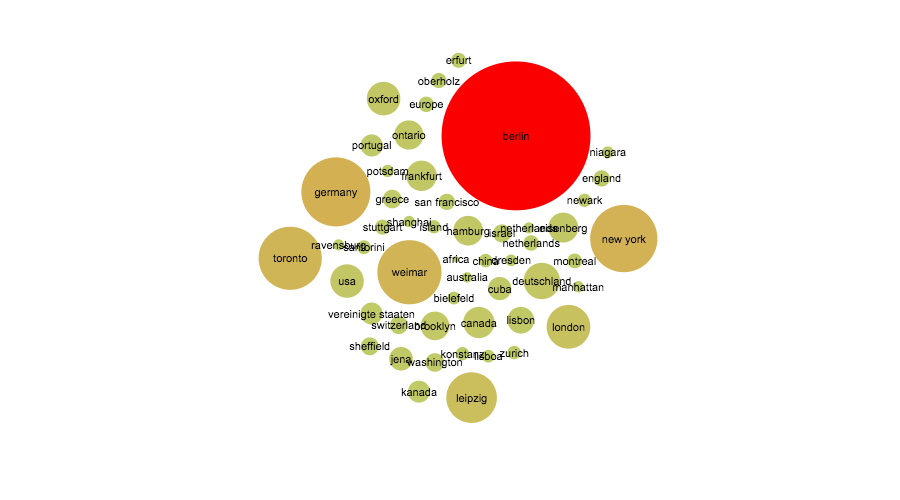 erfurt
oberholz
oxford
europe
ontario
berlin
portugal
niagara
potsdam
frankfurt
england
germany
greece
san francisco
newark
shanghai
stuttgart
island
hamburg
israel
netherlands
eisenberg
new york
ravensburg
santorini
netherlands
toronto
africa
china
dresden
montreal
weimar
australia
usa
cuba
deutschland
manhattan
bielefeld
vereinigte staaten
switzerland
brooklyn
canada
lisbon
london
sheffield
jena
washington
konstanz
lisboa
zurich
kanada
leipzig